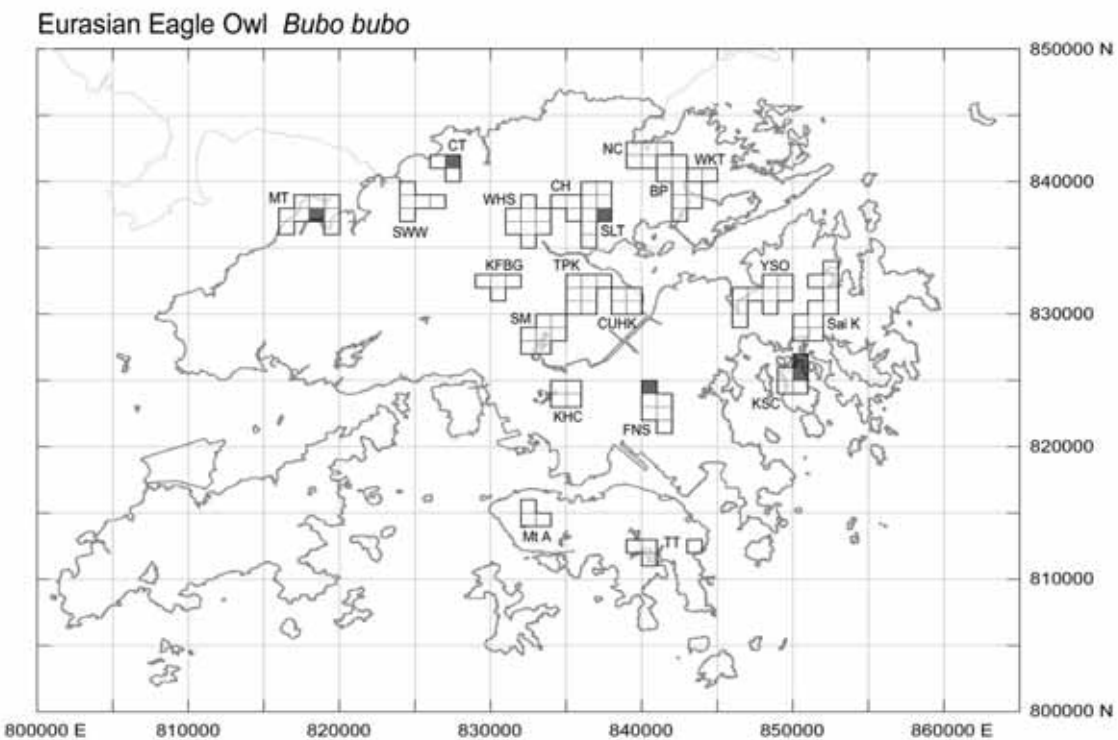 Eurasian Eagle Owl Bubo bubo
850000 N
CT
NC
WKT
MT
WHS
CH
BP
840000
SWW
SLT
KFBG
TPK
YSO
SM
CUHK
Sai K
830000
KHC
FNS
KSC
820000
Mt A
TT
810000
800000 E 810000 820000 830000 840000 850000 860000 800000 N